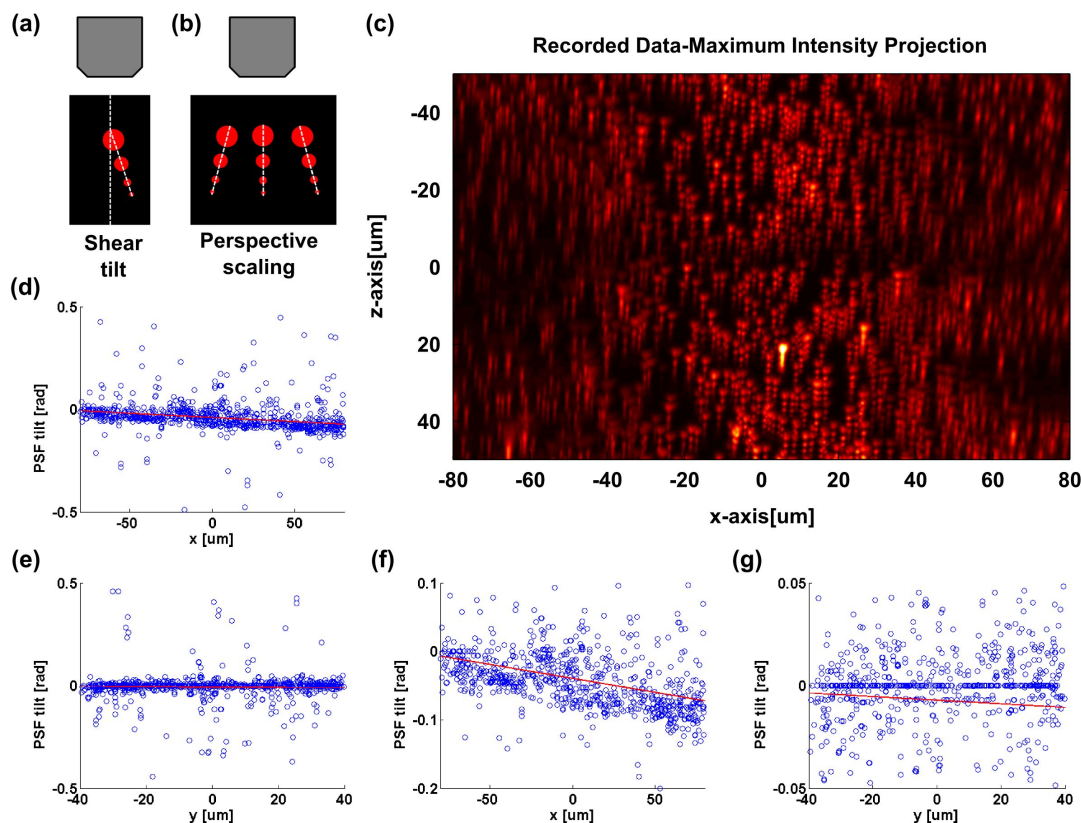 (a)
(b)
(c)
Shear
tilt
Perspective
scaling
Recorded Data-Maximum Intensity Projection
-40
-20
0
20
40
z-axis[um]
-80 -60 -40 -20 0 20 40 60 80
x-axis[um]
(d)
0.5
0
-0.5
PSF tilt [rad]
-50 0 50
x [um]
(e)
0.5
0
-0.5
PSF tilt [rad]
-40 -20 0 20 40
y [um]
(f)
0.1
0
-0.1
-0.2
PSF tilt [rad]
-50 0 50
x [um]
(g)
0.05
0
-0.05
PSF tilt [rad]
-40 -20 0 20 40
y [um]